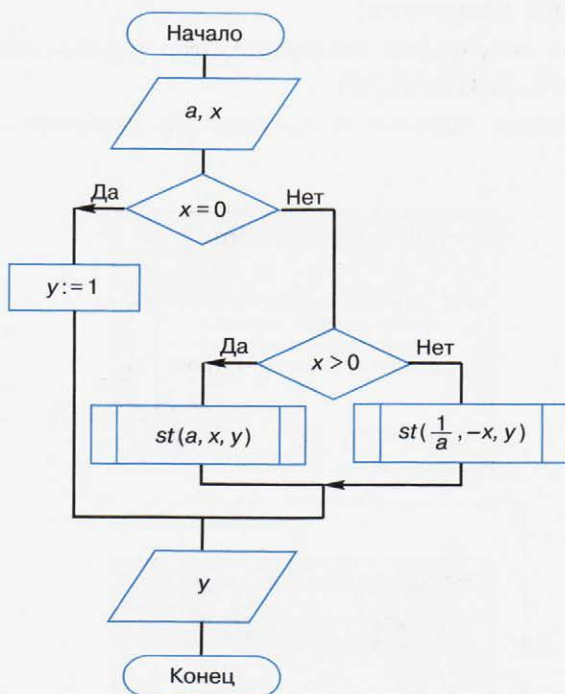 Начало
a, x
Да
x = 0
Нет
y := 1
Да
x > 0
Нет
st(a, x, y)
st(1/a, −x, y)
y
Конец